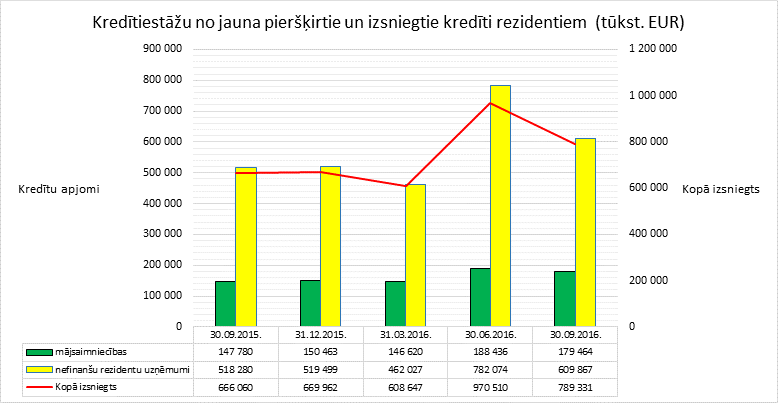 Kredītiestāžu no jauna pieršķirtie un izsniegtie kredīti rezidentiem (tūkst. EUR)
900 000
800 000
700 000
600 000
500 000
400 000
300 000
200 000
100 000
0
Kredītu apjomi
1 200 000
1 000 000
800 000
600 000
400 000
200 000
0
Kopā izsniegts
30.09.2015. 31.12.2015. 31.03.2016. 30.06.2016. 30.09.2016.
mājsaimniecības 147 780 150 463 146 620 188 436 179 464
nefinanšu rezidentu uzņēmumi 518 280 519 499 462 027 782 074 609 867
Kopā izsniegts 666 060 669 962 608 647 970 510 789 331